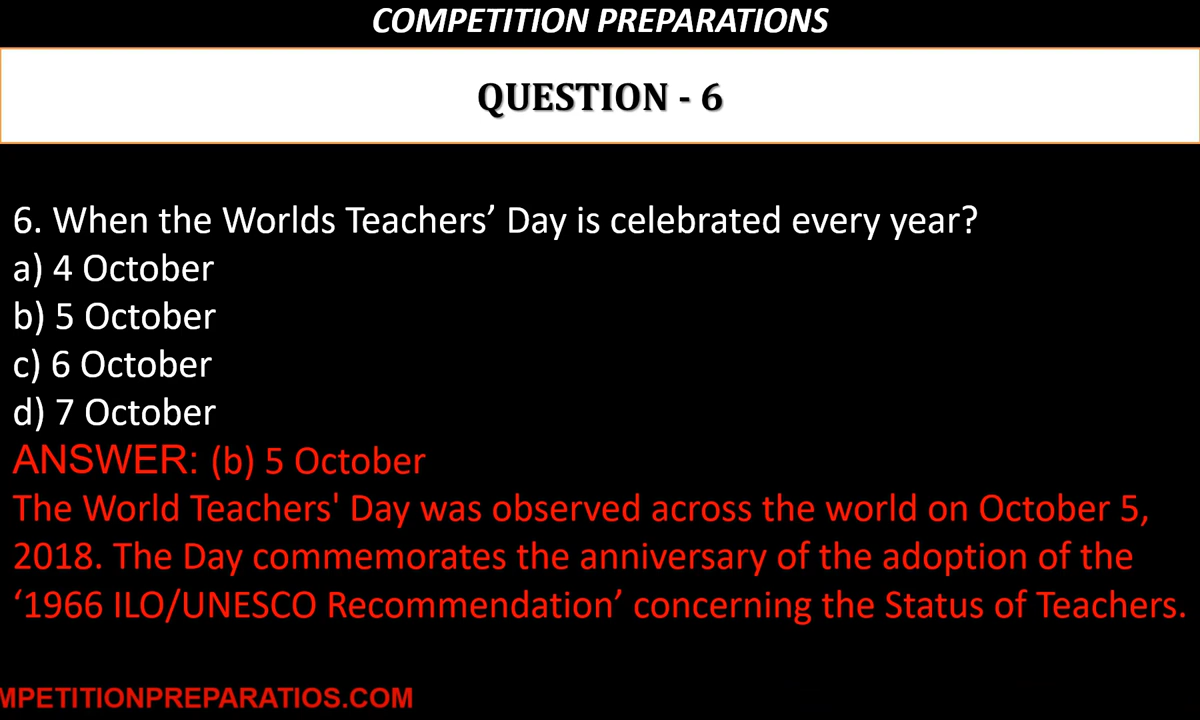 COMPETITION PREPARATIONS
QUESTION - 6
6. When the Worlds Teachers’ Day is celebrated every year?
a) 4 October
b) 5 October
c) 6 October
d) 7 October
ANSWER: (b) 5 October
The World Teachers' Day was observed across the world on October 5,
2018. The Day commemorates the anniversary of the adoption of the
‘1966 ILO/UNESCO Recommendation’ concerning the Status of Teachers.
MPETITIONPREPARATIOS.COM